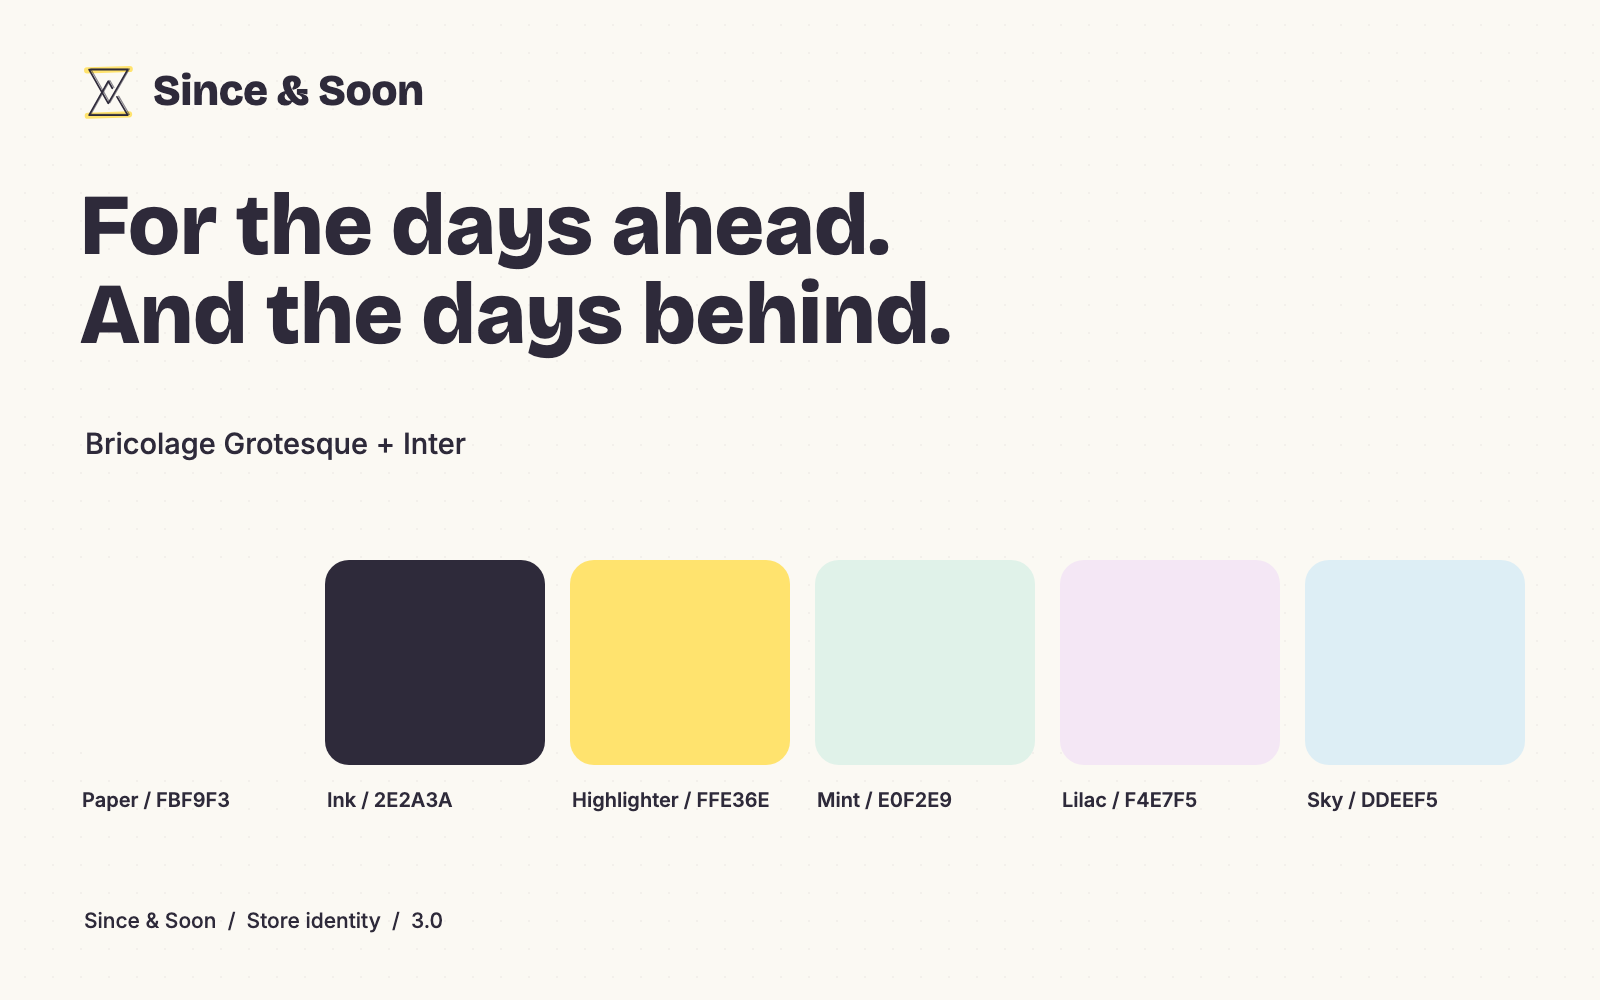 Since & Soon
For the days ahead.
And the days behind.
Bricolage Grotesque + Inter
Paper / FBF9F3
Ink / 2E2A3A
Highlighter / FFE36E
Mint / E0F2E9
Lilac / F4E7F5
Sky / DDEEF5
Since & Soon / Store identity / 3.0